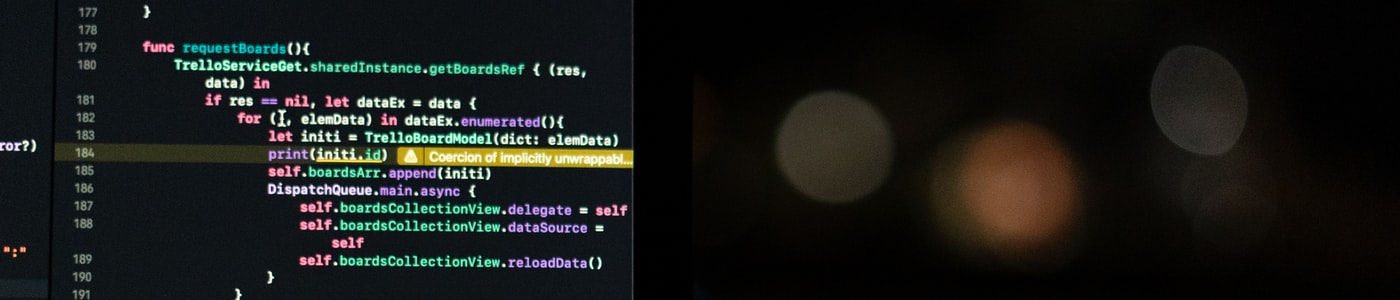 177 }
178
179 func requestBoards(){
180 TrelloServiceGet.sharedInstance.getBoardsRef { (res,
data) in
181 if res == nil, let dataEx = data {
182 for (, elemData) in dataEx.enumerated(){
183 let initi = TrelloBoardModel(dict: elemData)
ror?)
184 print(initi.id) Coercion of implicitly unwrappabl...
185 self.boardsArr.append(initi)
186 DispatchQueue.main.async {
187 self.boardsCollectionView.delegate = self
188 self.boardsCollectionView.dataSource =
self
":"
189 self.boardsCollectionView.reloadData()
190 }
191 }